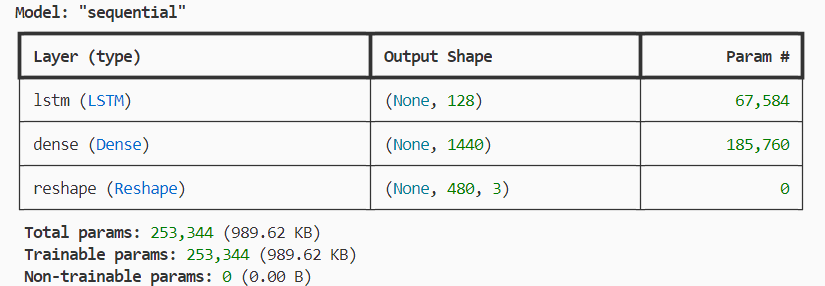 Model: "sequential"
Layer (type) Output Shape Param #
lstm (LSTM) (None, 128) 67,584
dense (Dense) (None, 1440) 185,760
reshape (Reshape) (None, 480, 3) 0
Total params: 253,344 (989.62 KB)
Trainable params: 253,344 (989.62 KB)
Non-trainable params: 0 (0.00 B)